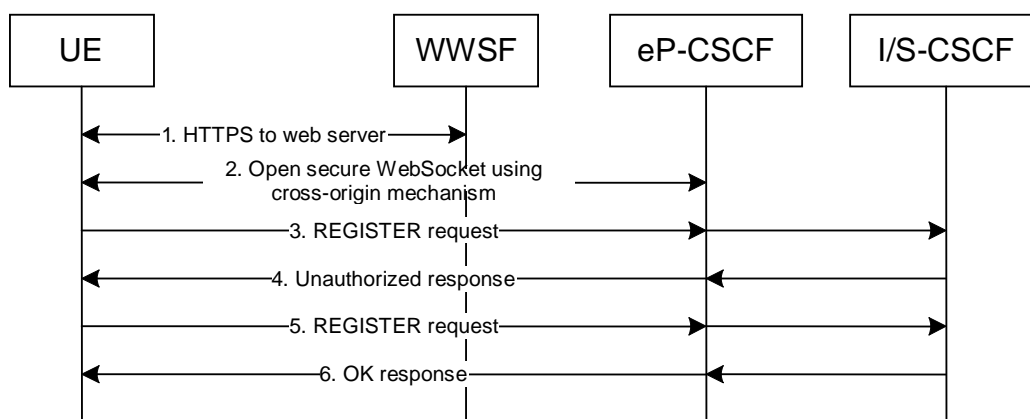 UE
WWSF
eP-CSCF
I/S-CSCF
1. HTTPS to web server
2. Open secure WebSocket using
cross-origin mechanism
3. REGISTER request
4. Unauthorized response
5. REGISTER request
6. OK response